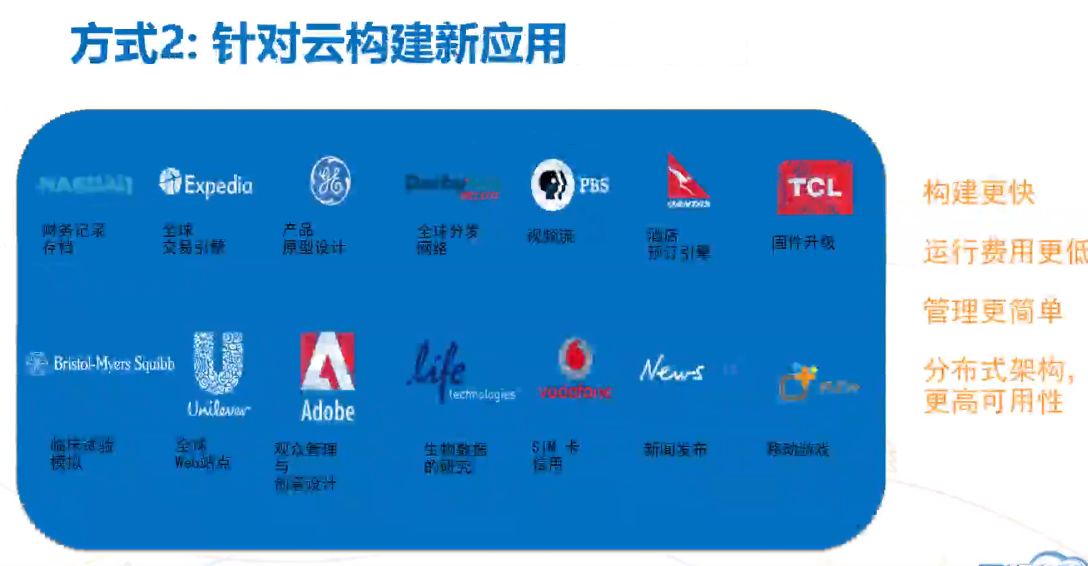 方式2: 针对云构建新应用
Expedia
PBS
QANTAS
TCL
财务记录
存档
全球
交易引擎
产品
原型设计
全球分发
网络
视频流
酒店
预订引擎
固件升级
构建更快
运行费用更低
管理更简单
分布式架构，
更高可用性
Bristol-Myers Squibb
Unilever
Adobe
life
technologies
vodafone
News
临床试验
模拟
全球
Web站点
观众管理
与
创意设计
生物数据
的研究
SIM 卡
信用
新闻发布
移动游戏